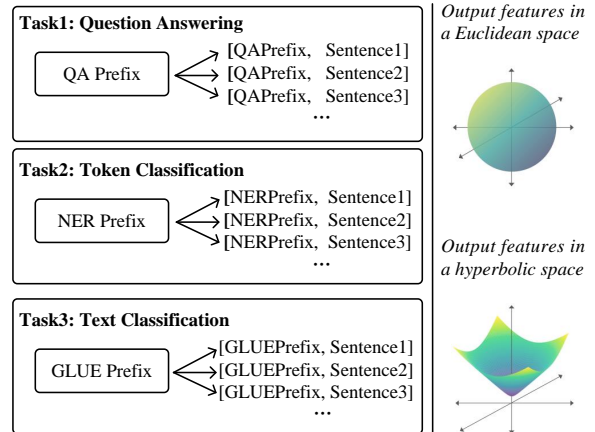 Task1: Question Answering
QA Prefix
[QAPrefix, Sentence1]
[QAPrefix, Sentence2]
[QAPrefix, Sentence3]
...
Task2: Token Classification
NER Prefix
[NERPrefix, Sentence1]
[NERPrefix, Sentence2]
[NERPrefix, Sentence3]
...
Task3: Text Classification
GLUE Prefix
[GLUEPrefix, Sentence1]
[GLUEPrefix, Sentence2]
[GLUEPrefix, Sentence3]
...
Output features in
a Euclidean space
Output features in
a hyperbolic space